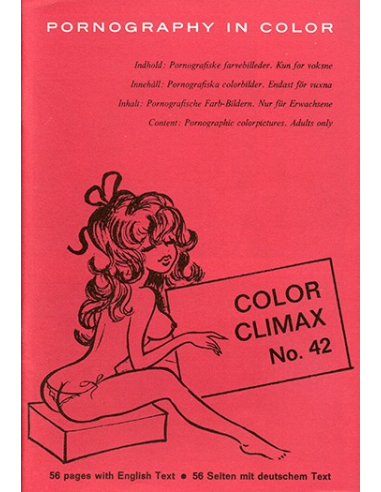 PORNOGRAPHY IN COLOR
Indhold: Pornografiske farvebilleder. Kun for voksne
Innehåll: Pornografiska colorbilder. Endast för vuxna
Inhalt: Pornografische Farb-Bildern. Nur für Erwachsene
Content: Pornographic colorpictures. Adults only
COLOR
CLIMAX
No. 42
56 pages with English Text ● 56 Seiten mit deutschem Text